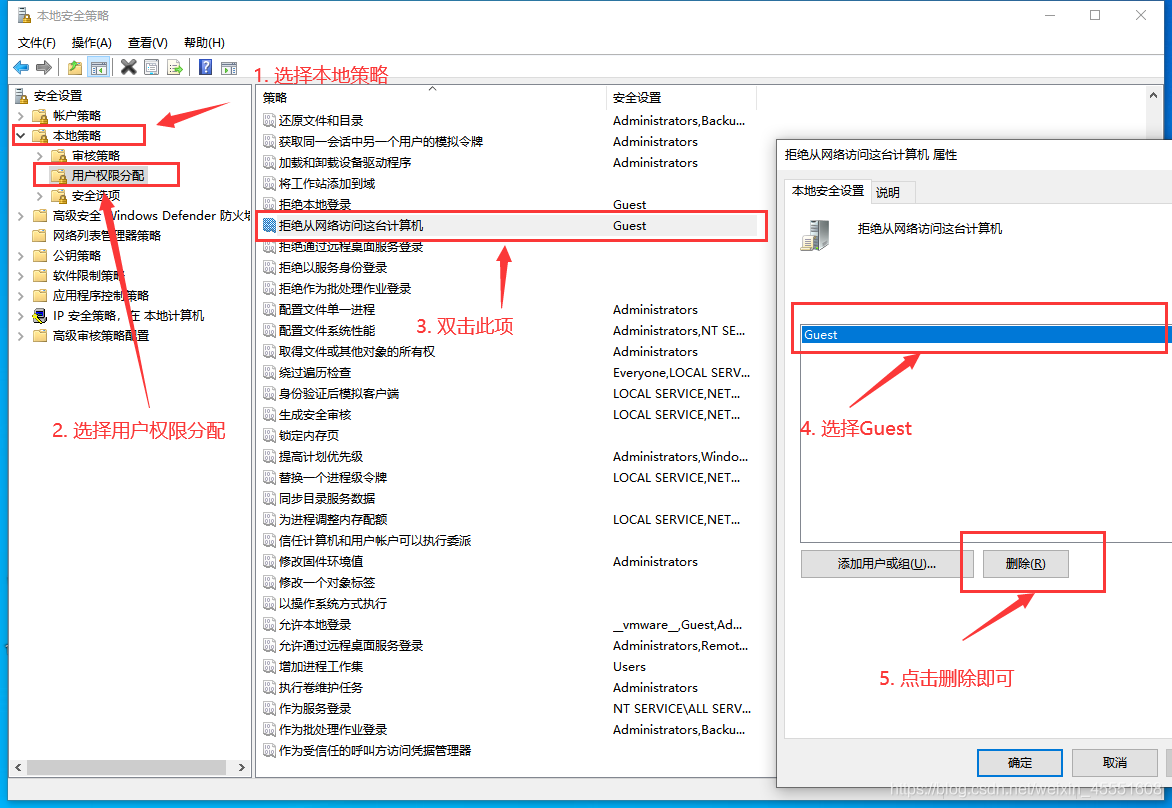 本地安全策略
文件(F) 操作(A) 查看(V) 帮助(H)
1. 选择本地策略
安全设置
帐户策略
本地策略
审核策略
用户权限分配
安全选项
高级安全 Windows Defender 防火墙
网络列表管理器策略
公钥策略
软件限制策略
应用程序控制策略
IP 安全策略，在 本地计算机
高级审核策略配置
2. 选择用户权限分配
策略 安全设置
还原文件和目录 Administrators,Backu...
获取同一会话中另一个用户的模拟令牌 Administrators
加载和卸载设备驱动程序 Administrators
将工作站添加到域
拒绝本地登录 Guest
拒绝从网络访问这台计算机 Guest
拒绝通过远程桌面服务登录
拒绝以服务身份登录
拒绝作为批处理作业登录
配置文件单一进程 Administrators
配置文件系统性能 Administrators,NT SE...
取得文件或其他对象的所有权 Administrators
绕过遍历检查 Everyone,LOCAL SERV...
身份验证后模拟客户端 LOCAL SERVICE,NET...
生成安全审核 LOCAL SERVICE,NET...
锁定内存页
提高计划优先级 Administrators,Windo...
替换一个进程级令牌 LOCAL SERVICE,NET...
同步目录服务数据
为进程调整内存配额 LOCAL SERVICE,NET...
信任计算机和用户帐户可以执行委派
修改固件环境值 Administrators
修改一个对象标签
以操作系统方式执行
允许本地登录 __vmware__,Guest,Ad...
允许通过远程桌面服务登录 Administrators,Remot...
增加进程工作集 Users
执行卷维护任务 Administrators
作为服务登录 NT SERVICE\ALL SERV...
作为批处理作业登录 Administrators,Backu...
作为受信任的呼叫方访问凭据管理器
3. 双击此项
拒绝从网络访问这台计算机 属性
本地安全设置 说明
拒绝从网络访问这台计算机
Guest
4. 选择Guest
添加用户或组(U)... 删除(R)
5. 点击删除即可
确定 取消
https://blog.csdn.net/weixin_45551608